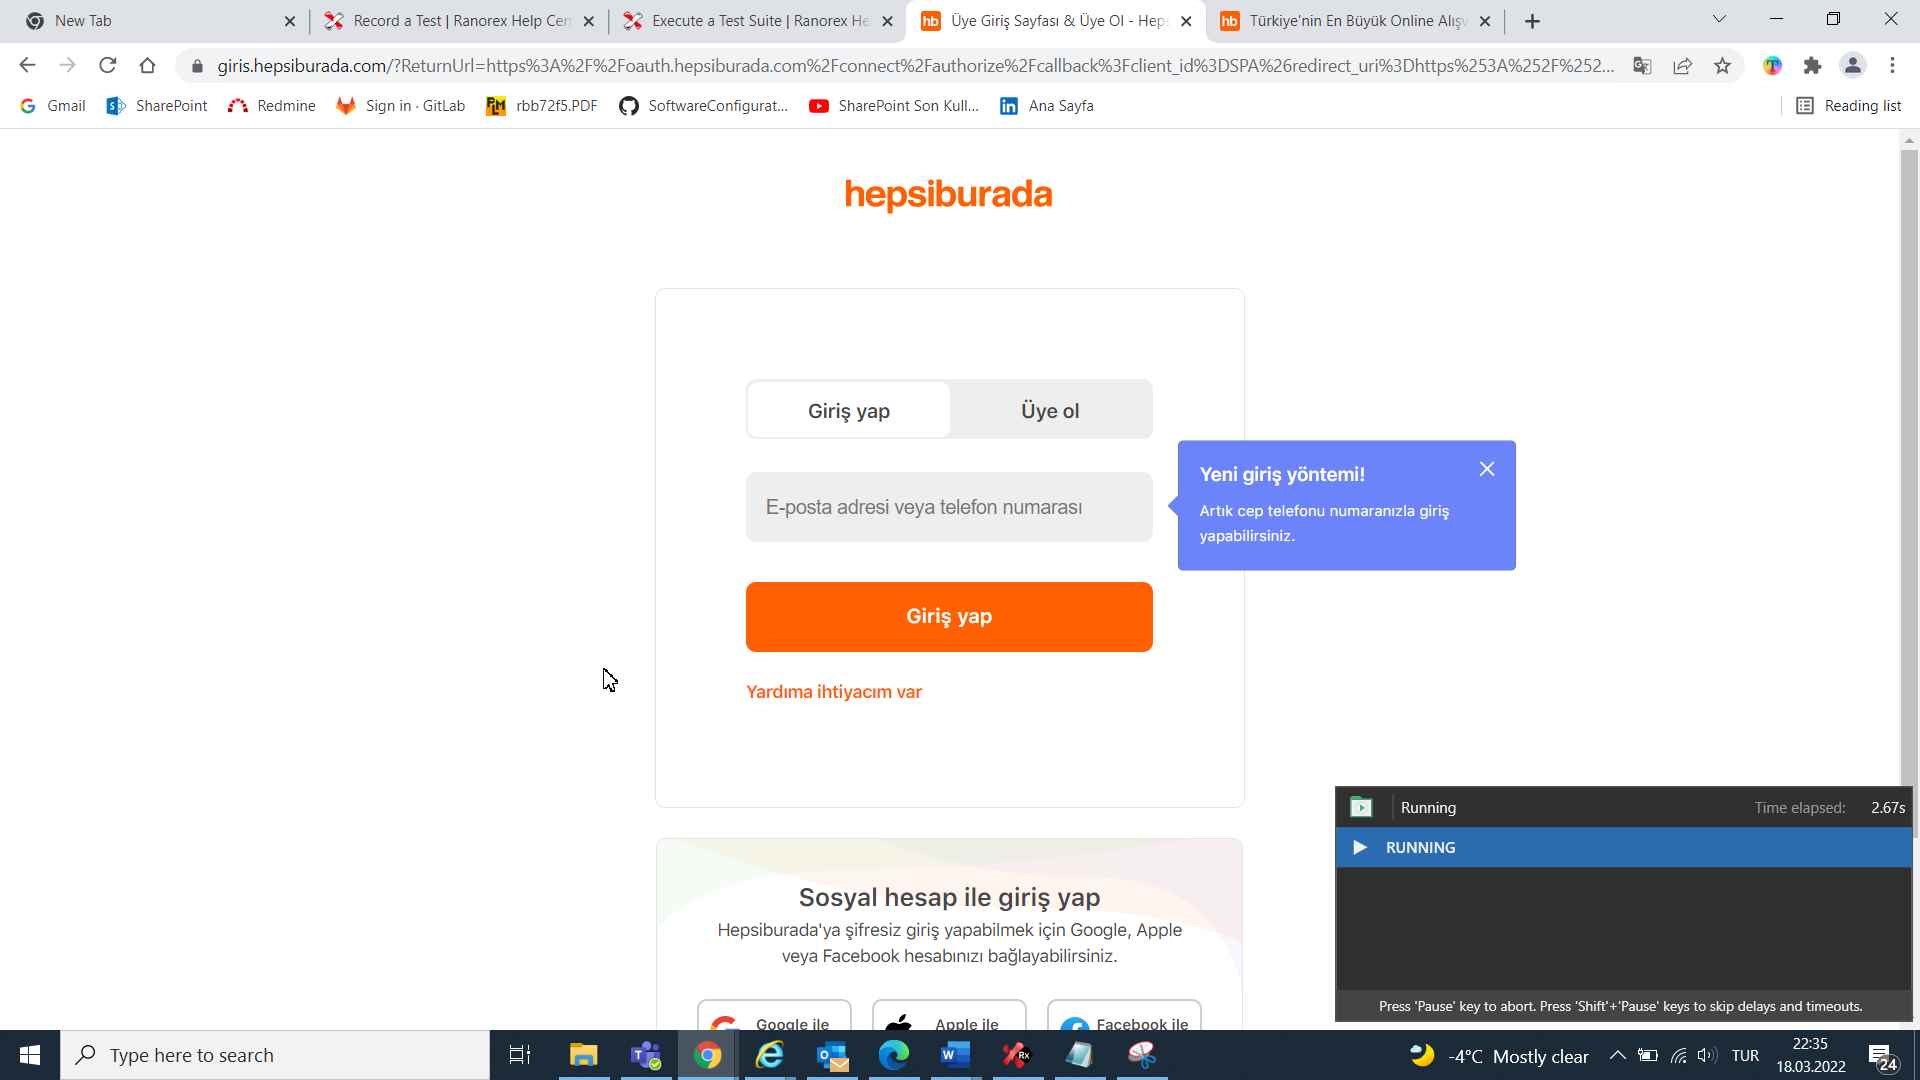 New Tab
Record a Test | Ranorex Help Cen
Execute a Test Suite | Ranorex He
hb
Üye Giriş Sayfası & Üye Ol - Heps
hb
Türkiye'nin En Büyük Online Alışv
giris.hepsiburada.com/?ReturnUrl=https%3A%2F%2Foauth.hepsiburada.com%2Fconnect%2Fauthorize%2Fcallback%3Fclient_id%3DSPA%26redirect_uri%3Dhttps%253A%252F%252...
Gmail
SharePoint
Redmine
Sign in · GitLab
rbb72f5.PDF
SoftwareConfigurat...
SharePoint Son Kull...
Ana Sayfa
Reading list
hepsiburada
Giriş yap
Üye ol
E-posta adresi veya telefon numarası
Yeni giriş yöntemi!
Artık cep telefonu numaranızla giriş
yapabilirsiniz.
Giriş yap
Yardıma ihtiyacım var
Sosyal hesap ile giriş yap
Hepsiburada'ya şifresiz giriş yapabilmek için Google, Apple
veya Facebook hesabınızı bağlayabilirsiniz.
Google ile
Apple ile
Facebook ile
Running
Time elapsed: 2.67s
RUNNING
Press 'Pause' key to abort. Press 'Shift'+'Pause' keys to skip delays and timeouts.
Type here to search
-4°C Mostly clear
TUR
22:35
18.03.2022
24